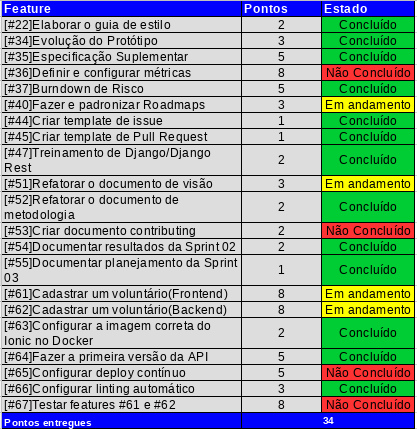 Feature Pontos Estado
[#22]Elaborar o guia de estilo 2 Concluído
[#34]Evolução do Protótipo 3 Concluído
[#35]Especificação Suplementar 5 Concluído
[#36]Definir e configurar métricas 8 Não Concluído
[#37]Burndown de Risco 5 Concluído
[#40]Fazer e padronizar Roadmaps 3 Em andamento
[#44]Criar template de issue 1 Concluído
[#45]Criar template de Pull Request 1 Concluído
[#47]Treinamento de Django/Django
Rest 2 Concluído
[#51]Refatorar o documento de visão 3 Em andamento
[#52]Refatorar o documento de
metodologia 2 Concluído
[#53]Criar documento contributing 2 Não Concluído
[#54]Documentar resultados da Sprint 02 2 Concluído
[#55]Documentar planejamento da Sprint
03 1 Concluído
[#61]Cadastrar um voluntário(Frontend) 8 Em andamento
[#62]Cadastrar um voluntário(Backend) 8 Em andamento
[#63]Configurar a imagem correta do
Ionic no Docker 2 Concluído
[#64]Fazer a primeira versão da API 5 Concluído
[#65]Configurar deploy contínuo 5 Não Concluído
[#66]Configurar linting automático 3 Concluído
[#67]Testar features #61 e #62 8 Não Concluído
Pontos entregues 34